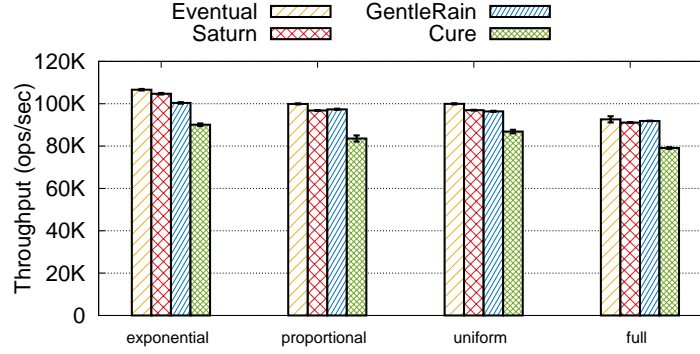 Eventual GentleRain
Saturn Cure
Throughput (ops/sec)
120K
100K
80K
60K
40K
20K
0
exponential proportional uniform full